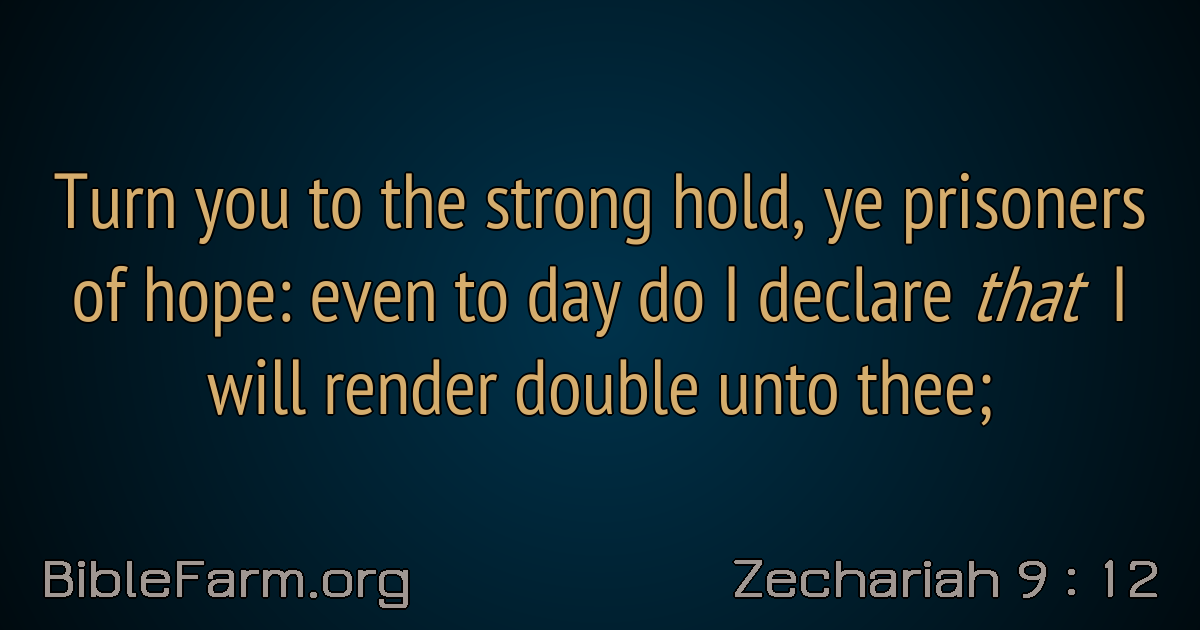 Turn you to the strong hold, ye prisoners
of hope: even to day do I declare that I
will render double unto thee;
BibleFarm.org
Zechariah 9 : 12